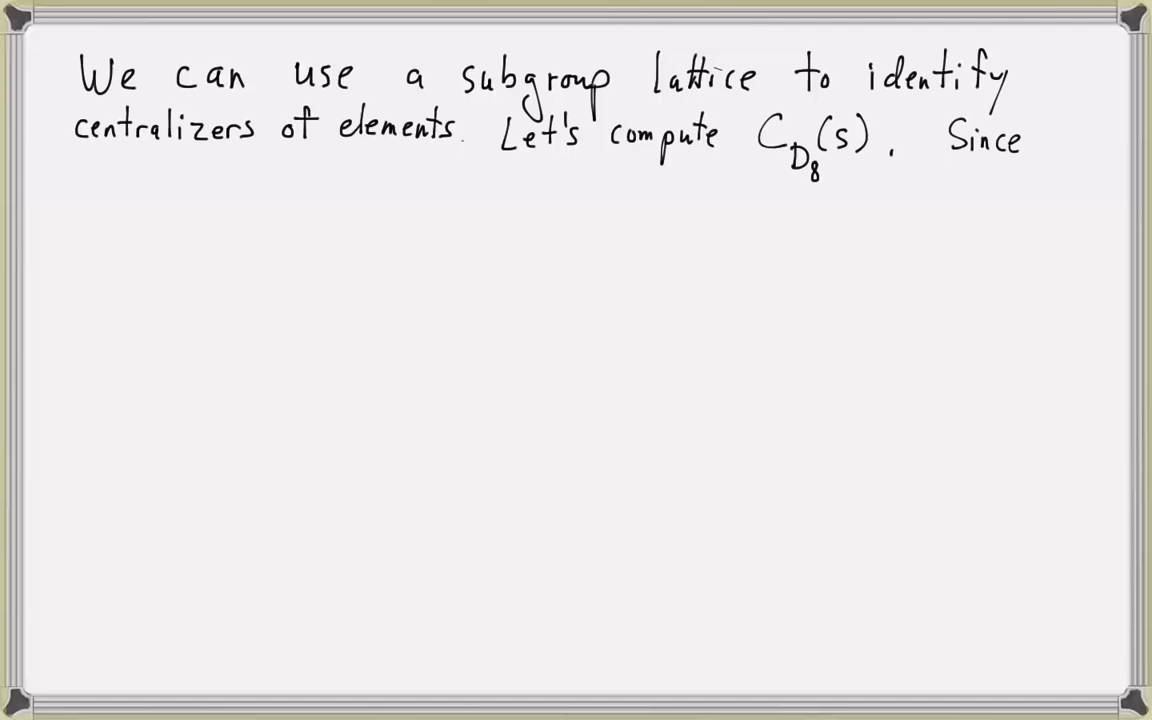 We can use a subgroup lattice to identify
centralizers of elements. Let's compute C_{D_8}(s). Since